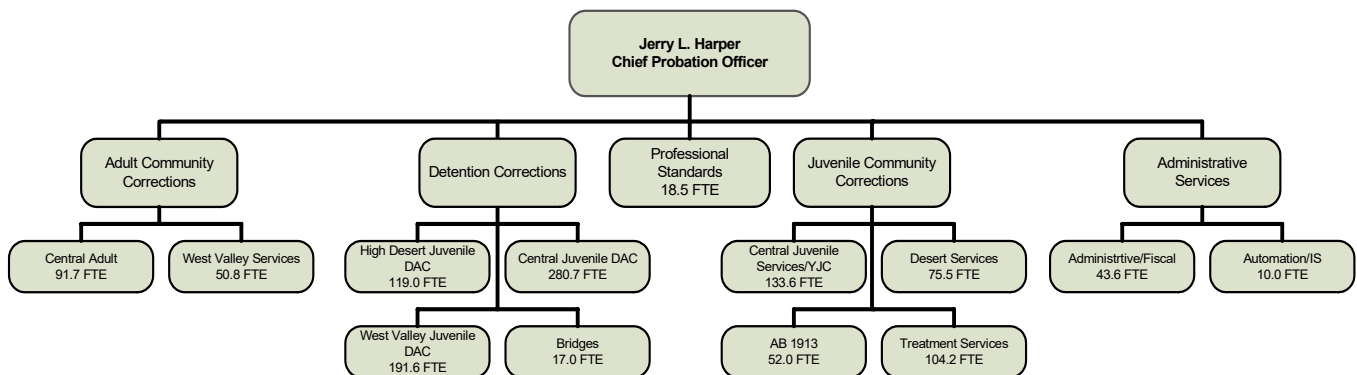 Jerry L. Harper
Chief Probation Officer
Adult Community
Corrections
Detention Corrections
Professional
Standards
18.5 FTE
Juvenile Community
Corrections
Administrative
Services
Central Adult
91.7 FTE
West Valley Services
50.8 FTE
High Desert Juvenile
DAC
119.0 FTE
Central Juvenile DAC
280.7 FTE
Central Juvenile
Services/YJC
133.6 FTE
Desert Services
75.5 FTE
Administrtive/Fiscal
43.6 FTE
Automation/IS
10.0 FTE
West Valley Juvenile
DAC
191.6 FTE
Bridges
17.0 FTE
AB 1913
52.0 FTE
Treatment Services
104.2 FTE